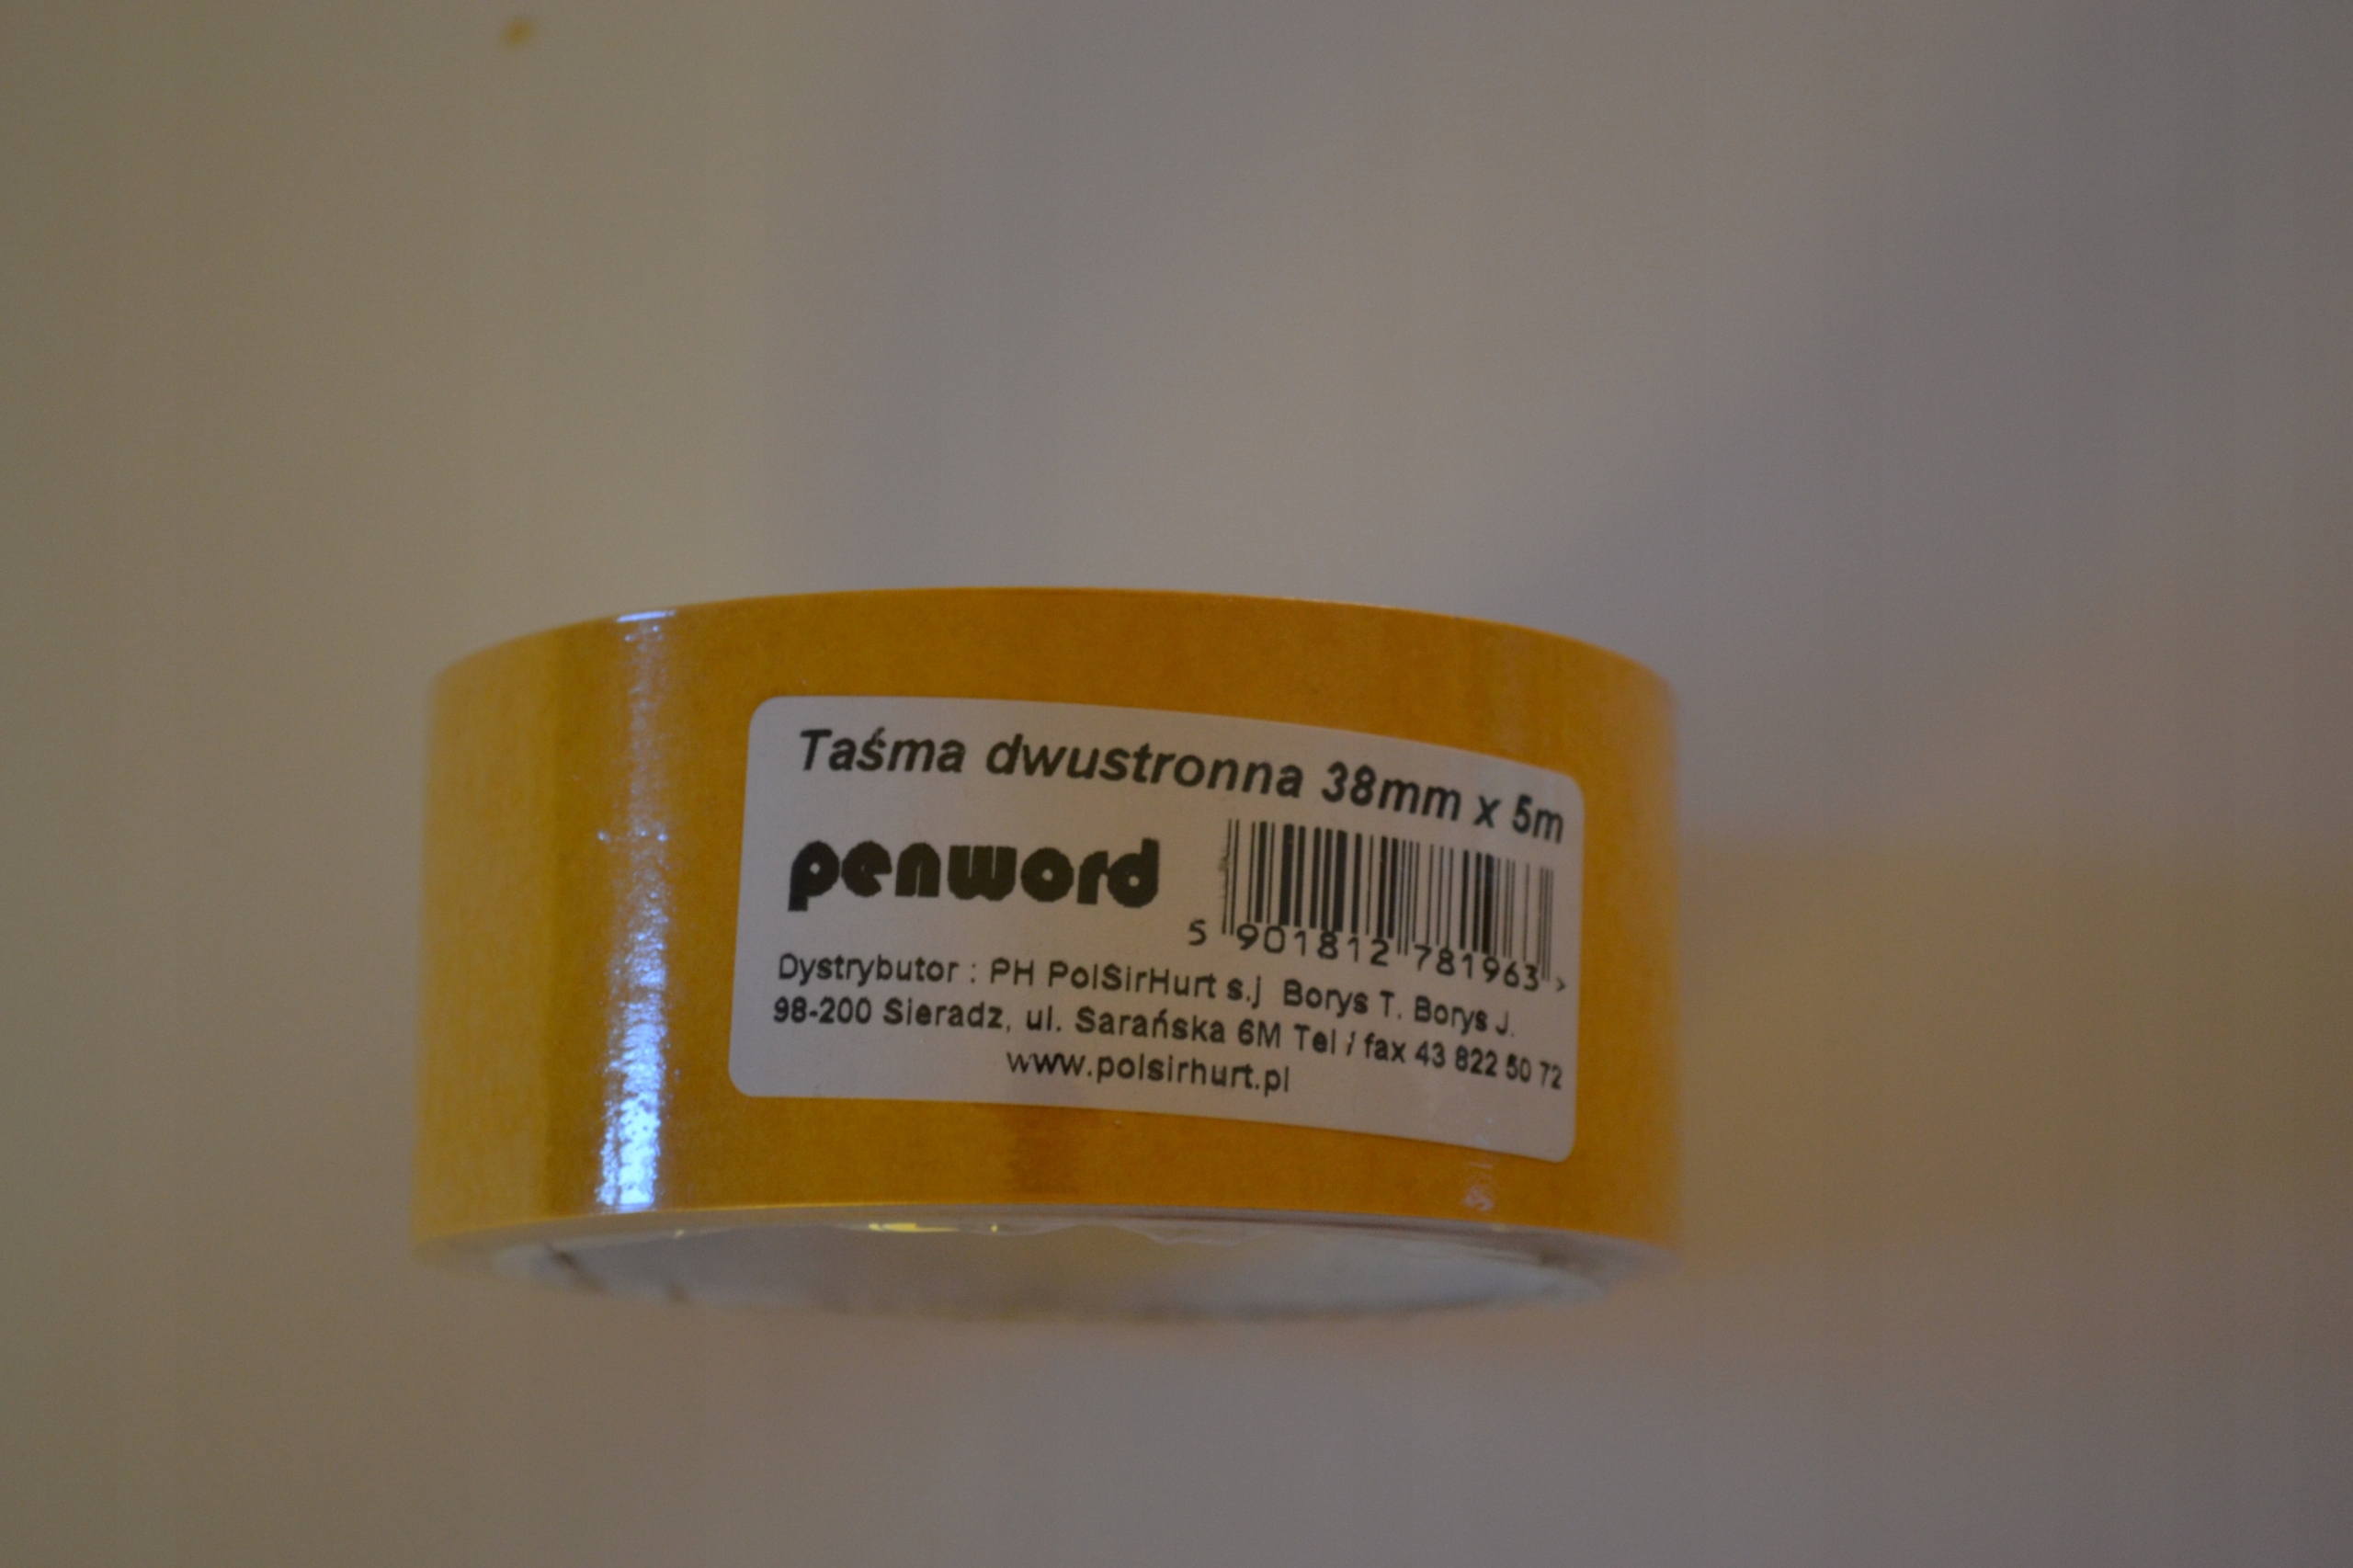 Taśma dwustronna 38mm x 5m
penword
5 901812 781963 >
Dystrybutor : PH PolSirHurt s.j Borys T. Borys J.
98-200 Sieradz, ul. Sarańska 6M Tel / fax 43 822 50 72
www.polsirhurt.pl